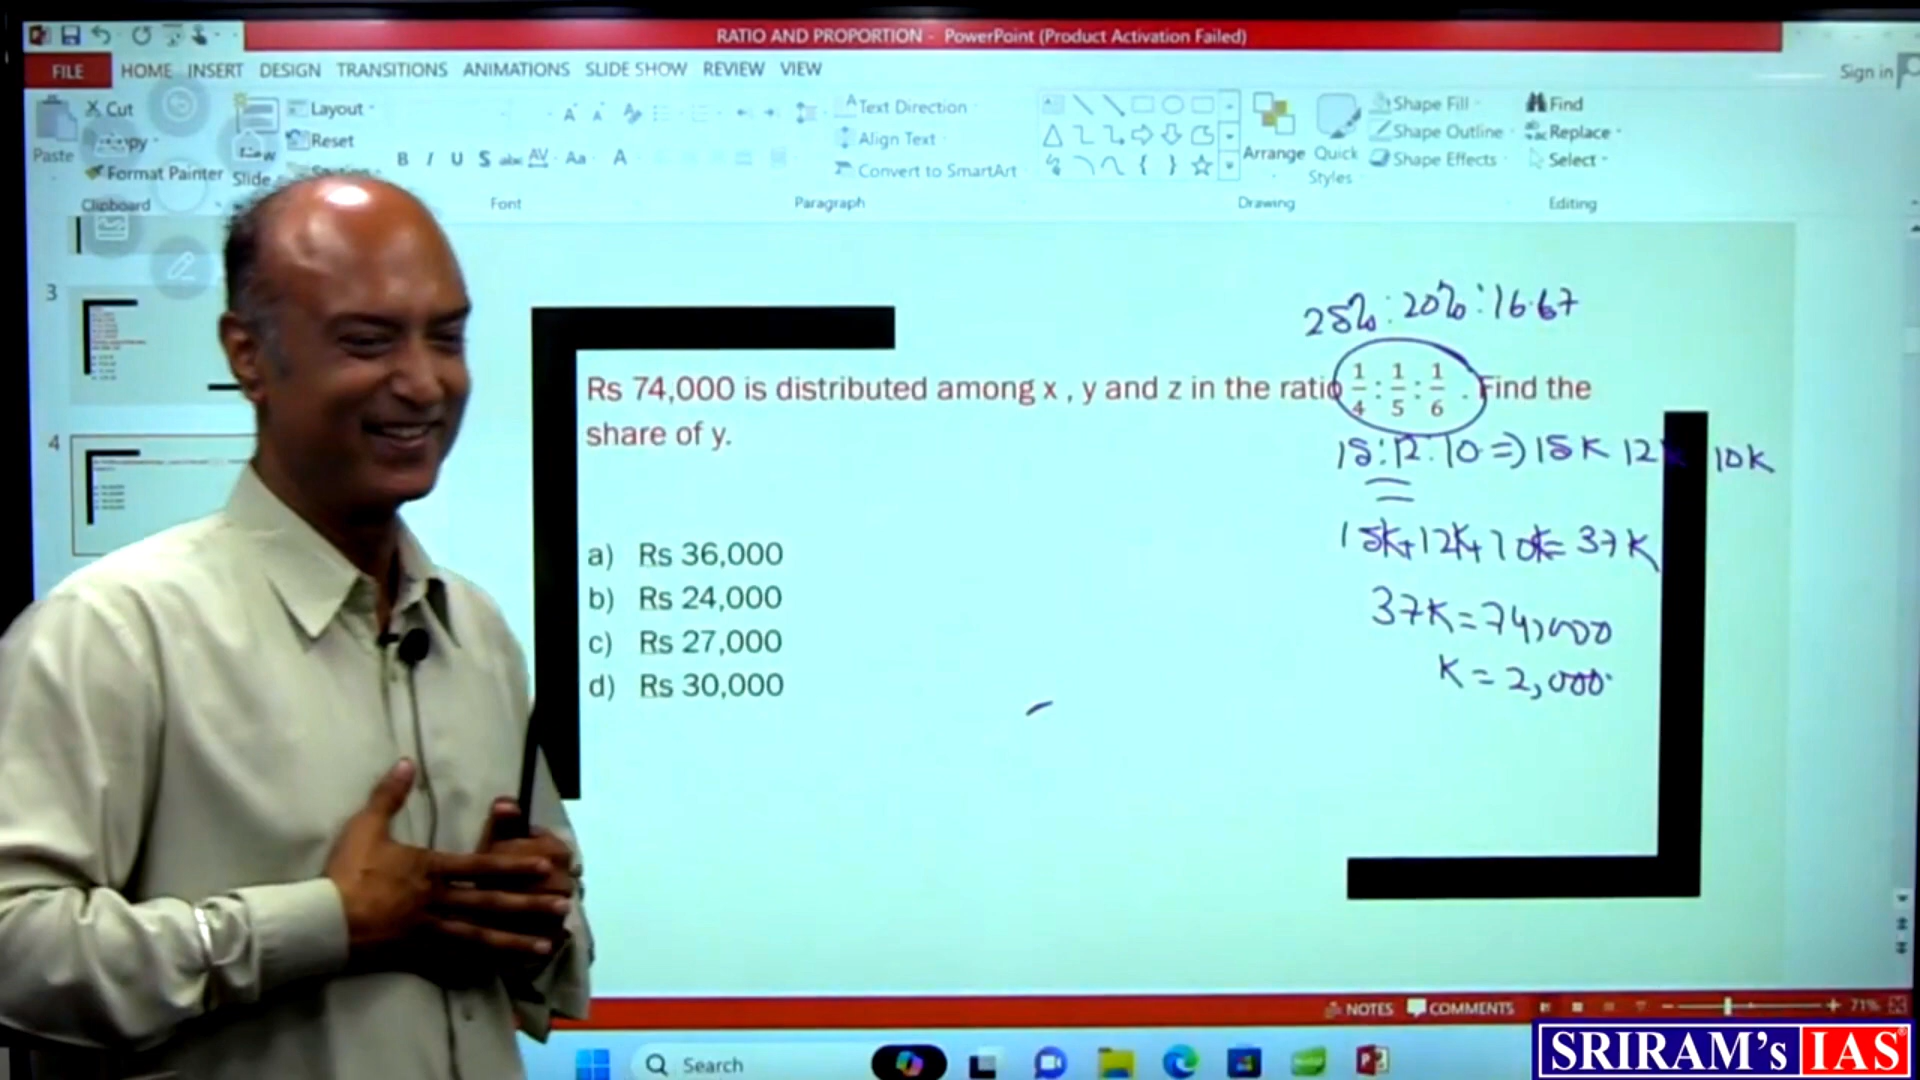 RATIO AND PROPORTION - PowerPoint (Product Activation Failed)
FILE HOME INSERT DESIGN TRANSITIONS ANIMATIONS SLIDE SHOW REVIEW VIEW
Sign in
Cut
Format Painter
Paste
Clipboard
Slide
Layout
Reset
B I U S abc AV Aa A
Font
Text Direction
Align Text
Convert to SmartArt
Paragraph
Arrange
Quick Styles
Shape Fill
Shape Outline
Shape Effects
Drawing
Find
Replace
Select
Editing
3
4
25% : 20% : 16.67
Rs 74,000 is distributed among x , y and z in the ratio 1/4 : 1/5 : 1/6 . Find the
share of y.
15 : 12 : 10 => 15K 12 10K
15K+12K+10K= 37K
37K = 74,000
K = 2,000
a) Rs 36,000
b) Rs 24,000
c) Rs 27,000
d) Rs 30,000
NOTES COMMENTS 71%
Search
SRIRAM's IAS